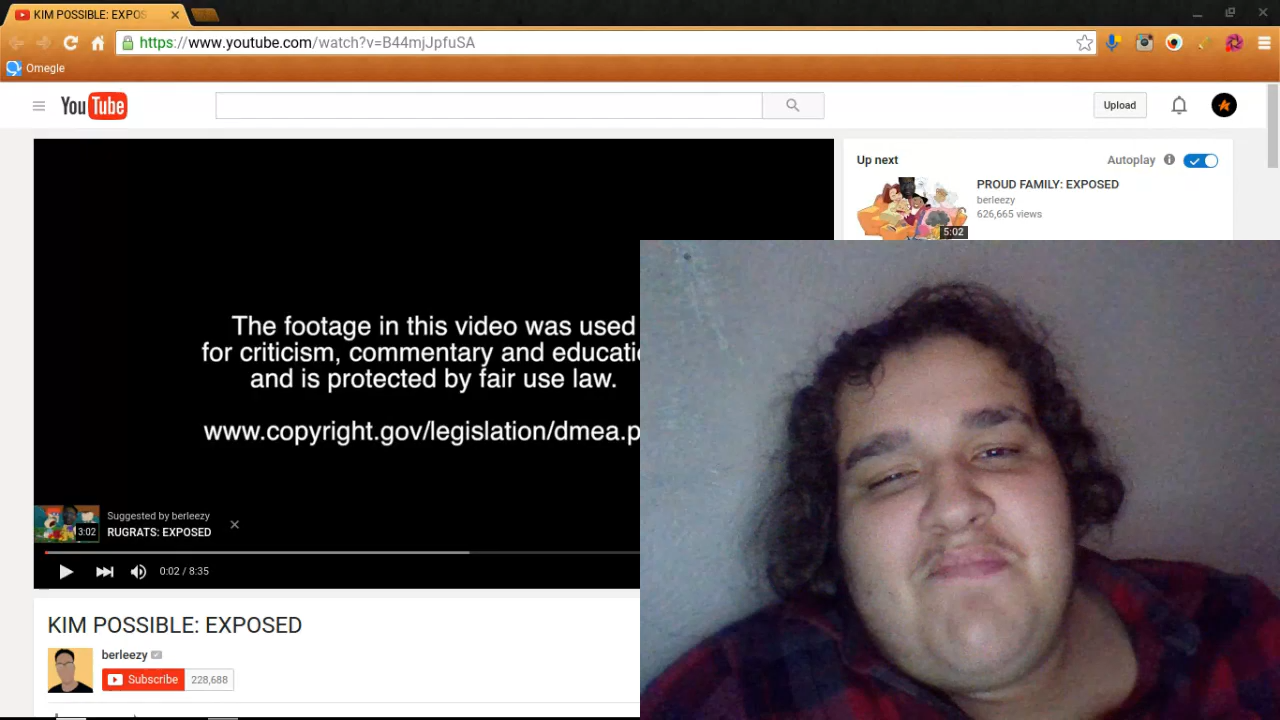 KIM POSSIBLE: EXPOS
https://www.youtube.com/watch?v=B44mjJpfuSA
Omegle
YouTube
Upload
Up next
Autoplay
PROUD FAMILY: EXPOSED
berleezy
626,665 views
5:02
The footage in this video was used
for criticism, commentary and educati
and is protected by fair use law.
www.copyright.gov/legislation/dmea.p
Suggested by berleezy
RUGRATS: EXPOSED
3:02
0:02 / 8:35
KIM POSSIBLE: EXPOSED
berleezy
Subscribe 228,688